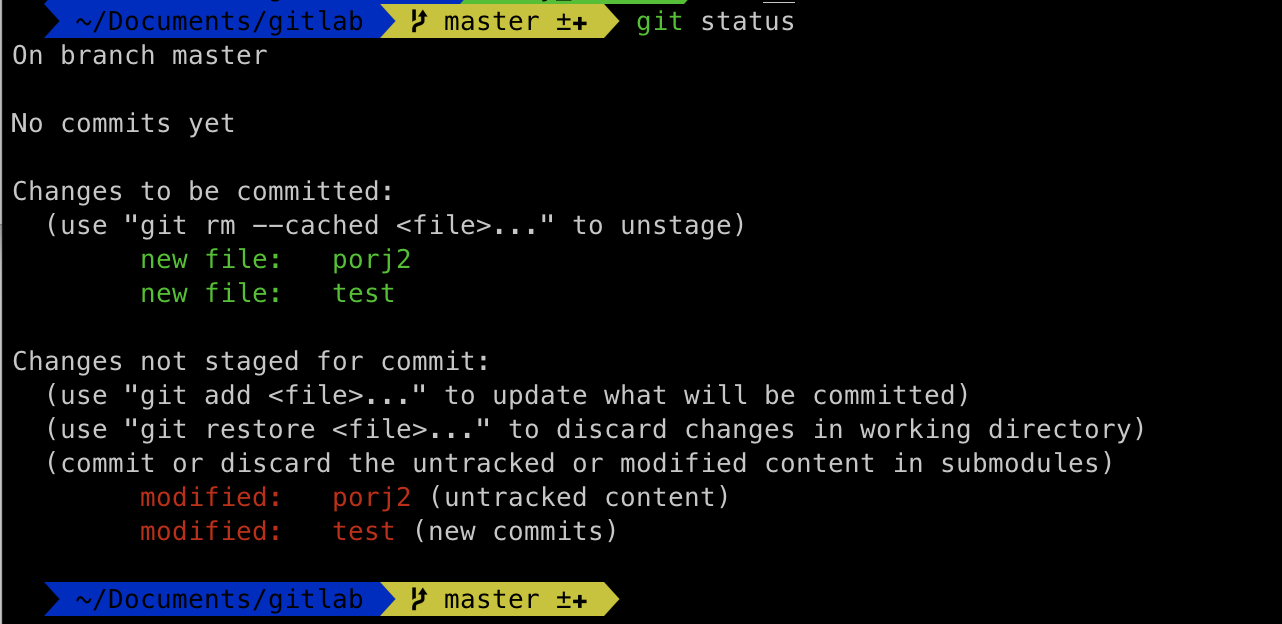 ~/Documents/gitlab master ±+ git status
On branch master
No commits yet
Changes to be committed:
(use "git rm --cached <file>..." to unstage)
new file: porj2
new file: test
Changes not staged for commit:
(use "git add <file>..." to update what will be committed)
(use "git restore <file>..." to discard changes in working directory)
(commit or discard the untracked or modified content in submodules)
modified: porj2 (untracked content)
modified: test (new commits)
~/Documents/gitlab master ±+